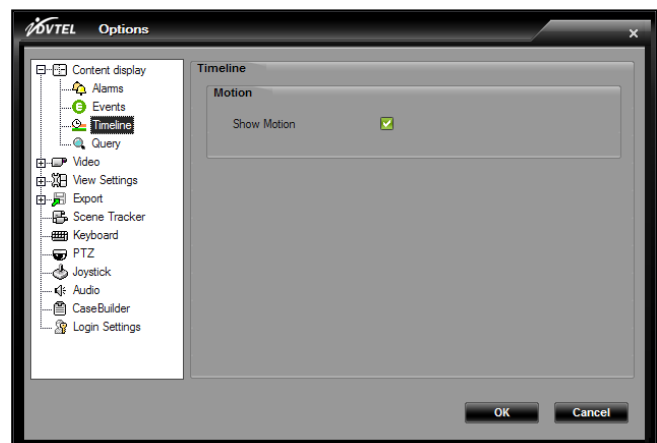 DVTEL Options
Content display
Alarms
Events
Timeline
Query
Video
View Settings
Export
Scene Tracker
Keyboard
PTZ
Joystick
Audio
CaseBuilder
Login Settings
Timeline
Motion
Show Motion
OK Cancel